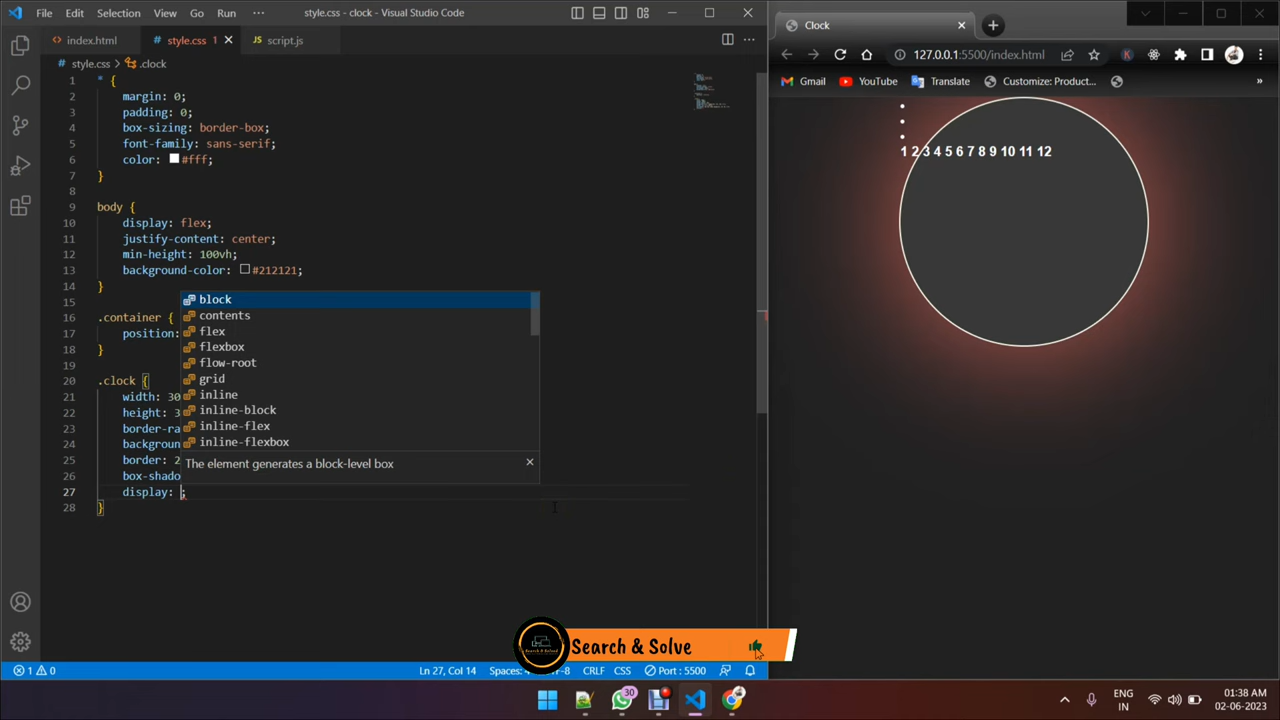 File Edit Selection View Go Run ··· style.css - clock - Visual Studio Code
index.html style.css 1 script.js
style.css > .clock
1 * {
2 margin: 0;
3 padding: 0;
4 box-sizing: border-box;
5 font-family: sans-serif;
6 color: #fff;
7 }
8
9 body {
10 display: flex;
11 justify-content: center;
12 min-height: 100vh;
13 background-color: #212121;
14 }
15
16 .container {
17 position:
18 }
19
20 .clock {
21 width: 30
22 height: 3
23 border-ra
24 background
25 border: 2
26 box-shado
27 display: ;
28 }
block
contents
flex
flexbox
flow-root
grid
inline
inline-block
inline-flex
inline-flexbox
The element generates a block-level box
Clock
127.0.0.1:5500/index.html
Gmail YouTube Translate Customize: Product... »
1 2 3 4 5 6 7 8 9 10 11 12
Search & Solve
1 0 Ln 27, Col 14 CRLF CSS Port : 5500
30
ENG
IN
01:38 AM
02-06-2023